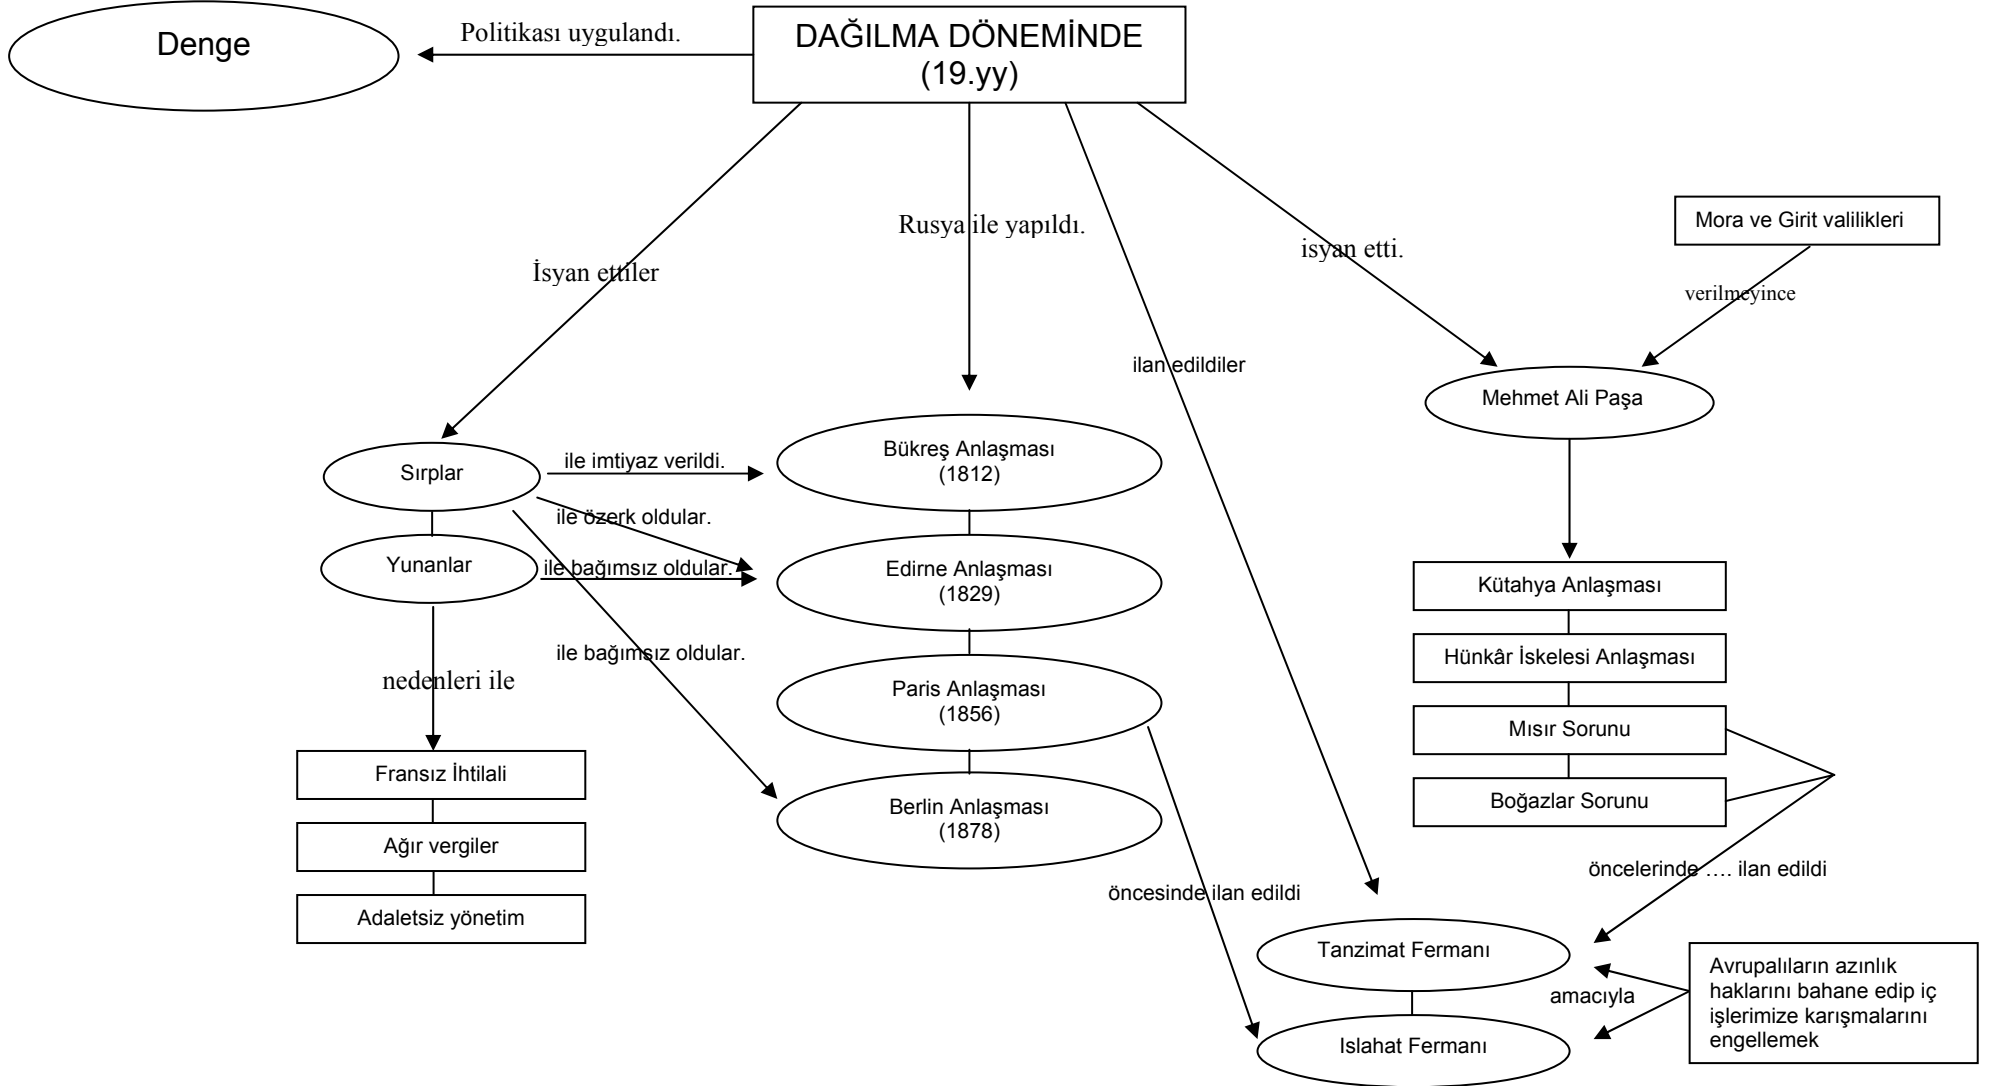 Denge
Politikası uygulandı.
DAĞILMA DÖNEMİNDE
(19.yy)
Mora ve Girit valilikleri
Rusya ile yapıldı.
isyan etti.
İsyan ettiler
verilmeyince
ilan edildiler
Mehmet Ali Paşa
Sırplar
ile imtiyaz verildi.
Bükreş Anlaşması
(1812)
ile özerk oldular.
Yunanlar
ile bağımsız oldular.
Edirne Anlaşması
(1829)
Kütahya Anlaşması
ile bağımsız oldular.
Hünkâr İskelesi Anlaşması
nedenleri ile
Paris Anlaşması
(1856)
Mısır Sorunu
Fransız İhtilali
Berlin Anlaşması
(1878)
Boğazlar Sorunu
Ağır vergiler
öncelerinde …. ilan edildi
öncesinde ilan edildi
Adaletsiz yönetim
Tanzimat Fermanı
amacıyla
Avrupalıların azınlık
haklarını bahane edip iç
işlerimize karışmalarını
engellemek
Islahat Fermanı